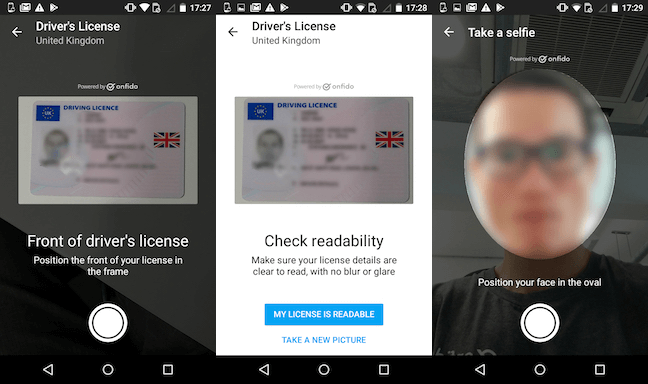 17:27
Driver's License
United Kingdom
Powered by onfido
DRIVING LICENCE
UK
Front of driver's license
Position the front of your license in
the frame
17:28
Driver's License
United Kingdom
Powered by onfido
DRIVING LICENCE
UK
Check readability
Make sure your license details are
clear to read, with no blur or glare
MY LICENSE IS READABLE
TAKE A NEW PICTURE
17:29
Take a selfie
Powered by onfido
Position your face in the oval